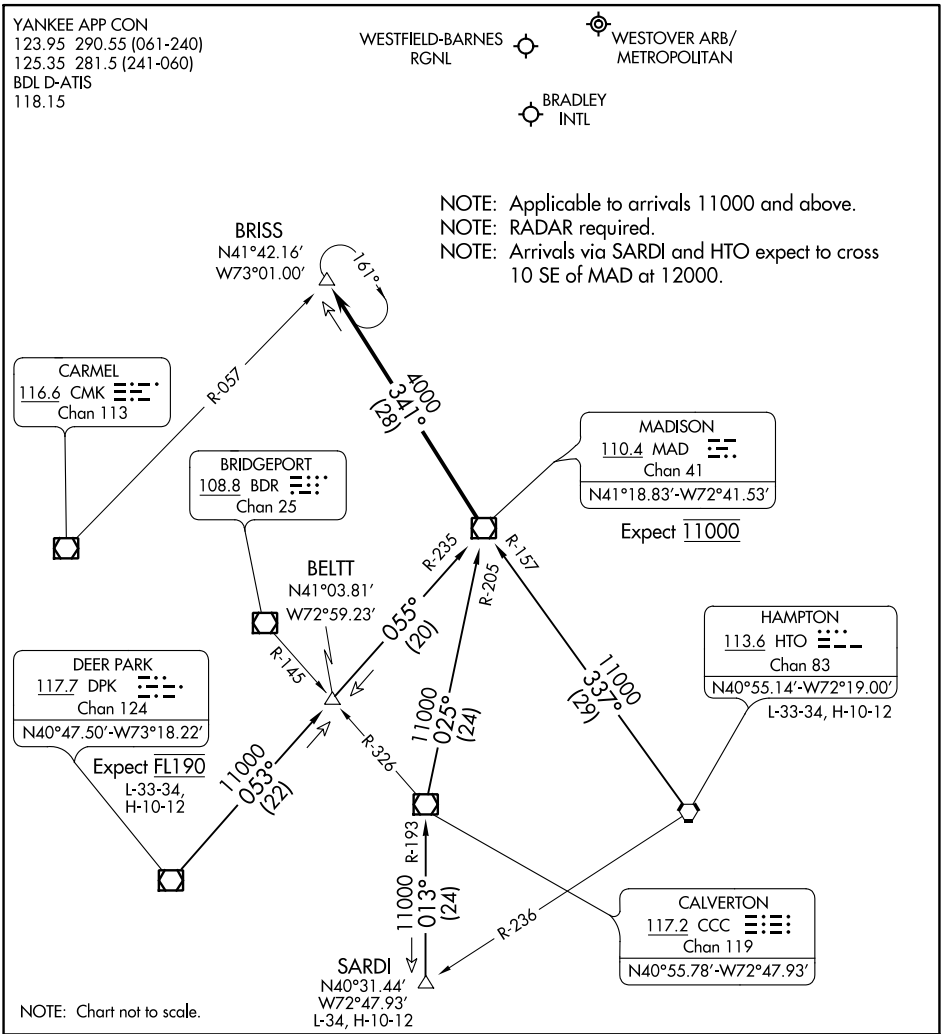 YANKEE APP CON
123.95 290.55 (061-240)
125.35 281.5 (241-060)
BDL D-ATIS
118.15
WESTFIELD-BARNES
RGNL
WESTOVER ARB/
METROPOLITAN
BRADLEY
INTL
NOTE: Applicable to arrivals 11000 and above.
NOTE: RADAR required.
NOTE: Arrivals via SARDI and HTO expect to cross
10 SE of MAD at 12000.
BRISS
N41°42.16'
W73°01.00'
161°
CARMEL
116.6 CMK
Chan 113
R-057
4000
341°
(28)
MADISON
110.4 MAD
Chan 41
N41°18.83'-W72°41.53'
Expect 11000
BRIDGEPORT
108.8 BDR
Chan 25
R-235
R-205
R-157
BELTT
N41°03.81'
W72°59.23'
055°
(20)
R-145
HAMPTON
113.6 HTO
Chan 83
N40°55.14'-W72°19.00'
L-33-34, H-10-12
DEER PARK
117.7 DPK
Chan 124
N40°47.50'-W73°18.22'
Expect FL190
L-33-34,
H-10-12
11000
053°
(22)
R-326
11000
025°
(24)
11000
337°
(29)
R-193
11000
013°
(24)
R-236
CALVERTON
117.2 CCC
Chan 119
N40°55.78'-W72°47.93'
SARDI
N40°31.44'
W72°47.93'
L-34, H-10-12
NOTE: Chart not to scale.